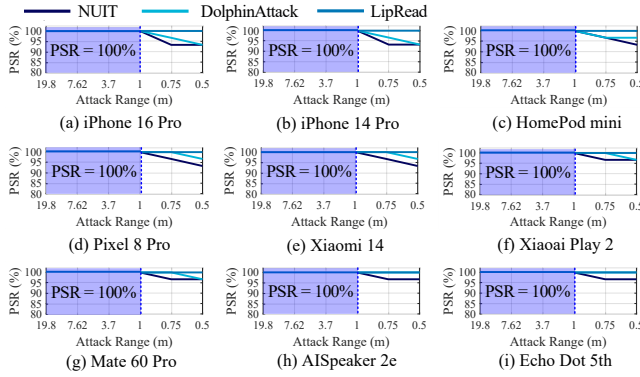 NUIT DolphinAttack LipRead
PSR (%) 100 95 90 85 80 PSR = 100% PSR (%) 100 95 90 85 80 PSR = 100% PSR (%) 100 95 90 85 80 PSR = 100%
19.8 7.62 3.7 1 0.75 0.5 19.8 7.62 3.7 1 0.75 0.5 19.8 7.62 3.7 1 0.75 0.5
Attack Range (m) Attack Range (m) Attack Range (m)
(a) iPhone 16 Pro (b) iPhone 14 Pro (c) HomePod mini
PSR (%) 100 95 90 85 80 PSR = 100% PSR (%) 100 95 90 85 80 PSR = 100% PSR (%) 100 95 90 85 80 PSR = 100%
19.8 7.62 3.7 1 0.75 0.5 19.8 7.62 3.7 1 0.75 0.5 19.8 7.62 3.7 1 0.75 0.5
Attack Range (m) Attack Range (m) Attack Range (m)
(d) Pixel 8 Pro (e) Xiaomi 14 (f) Xiaoai Play 2
PSR (%) 100 95 90 85 80 PSR = 100% PSR (%) 100 95 90 85 80 PSR = 100% PSR (%) 100 95 90 85 80 PSR = 100%
19.8 7.62 3.7 1 0.75 0.5 19.8 7.62 3.7 1 0.75 0.5 19.8 7.62 3.7 1 0.75 0.5
Attack Range (m) Attack Range (m) Attack Range (m)
(g) Mate 60 Pro (h) AISpeaker 2e (i) Echo Dot 5th